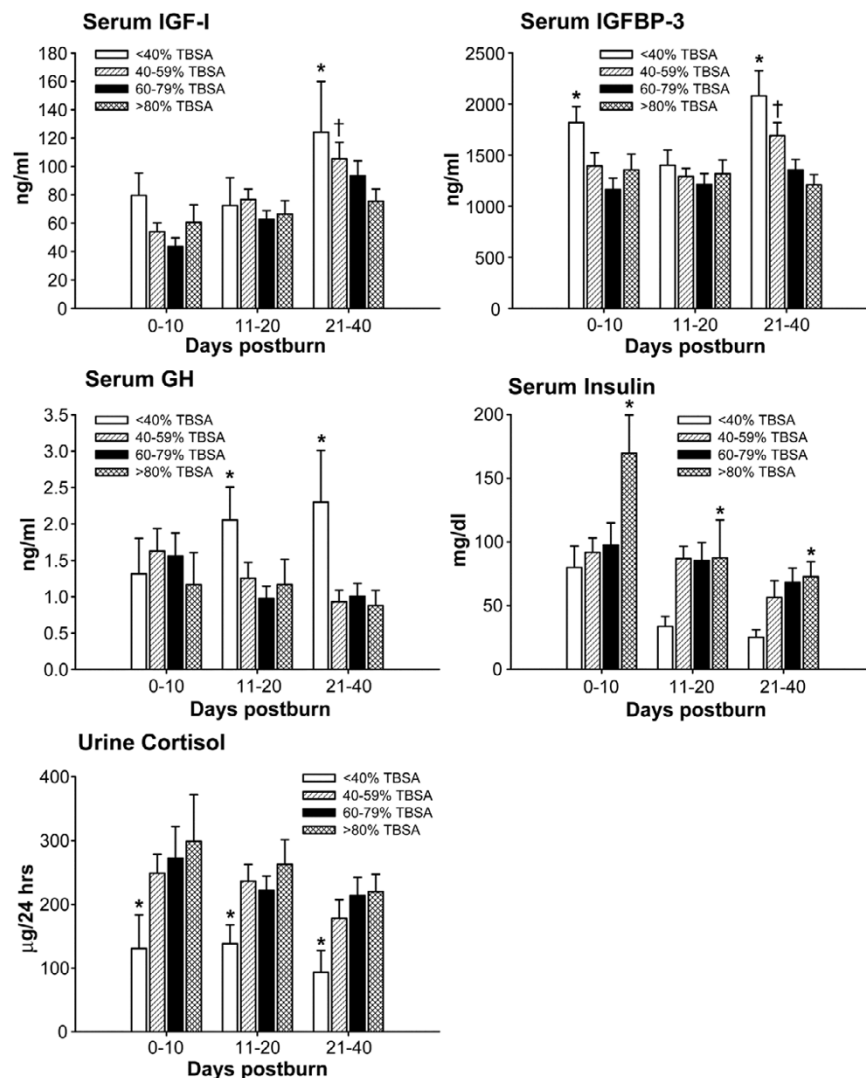 Serum IGF-I
<40% TBSA
40-59% TBSA
60-79% TBSA
>80% TBSA
ng/ml
180
160
140
120
100
80
60
40
20
0
*
†
0-10 11-20 21-40
Days postburn
Serum IGFBP-3
<40% TBSA
40-59% TBSA
60-79% TBSA
>80% TBSA
ng/ml
2500
2000
1500
1000
500
0
* *
†
0-10 11-20 21-40
Days postburn
Serum GH
<40% TBSA
40-59% TBSA
60-79% TBSA
>80% TBSA
ng/ml
3.5
3.0
2.5
2.0
1.5
1.0
0.5
0.0
* *
0-10 11-20 21-40
Days postburn
Serum Insulin
<40% TBSA
40-59% TBSA
60-79% TBSA
>80% TBSA
mg/dl
200
150
100
50
0
* * *
0-10 11-20 21-40
Days postburn
Urine Cortisol
<40% TBSA
40-59% TBSA
60-79% TBSA
>80% TBSA
μg/24 hrs
400
300
200
100
0
* * *
0-10 11-20 21-40
Days postburn